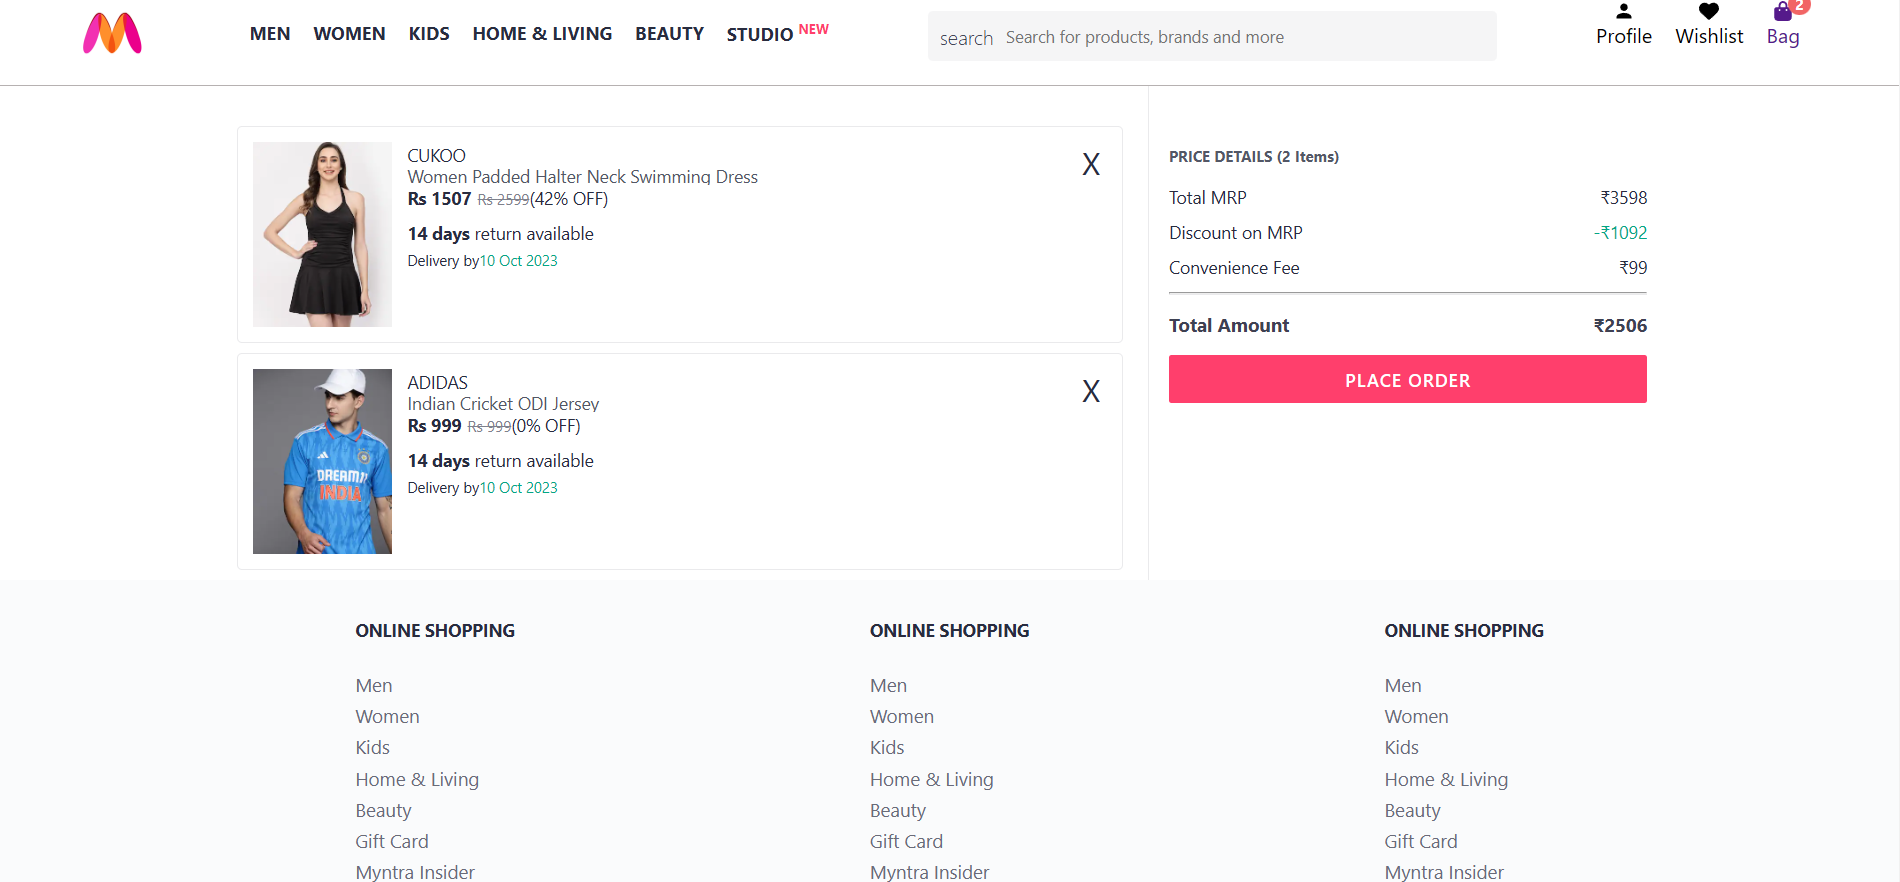 MEN WOMEN KIDS HOME & LIVING BEAUTY STUDIO NEW
search Search for products, brands and more
Profile Wishlist Bag 2
CUKOO
Women Padded Halter Neck Swimming Dress
Rs 1507 Rs 2599(42% OFF)
14 days return available
Delivery by10 Oct 2023
X
DREAM11
INDIA
ADIDAS
Indian Cricket ODI Jersey
Rs 999 Rs 999(0% OFF)
14 days return available
Delivery by10 Oct 2023
X
PRICE DETAILS (2 Items)
Total MRP ₹3598
Discount on MRP -₹1092
Convenience Fee ₹99
Total Amount ₹2506
PLACE ORDER
ONLINE SHOPPING
Men
Women
Kids
Home & Living
Beauty
Gift Card
Myntra Insider
ONLINE SHOPPING
Men
Women
Kids
Home & Living
Beauty
Gift Card
Myntra Insider
ONLINE SHOPPING
Men
Women
Kids
Home & Living
Beauty
Gift Card
Myntra Insider